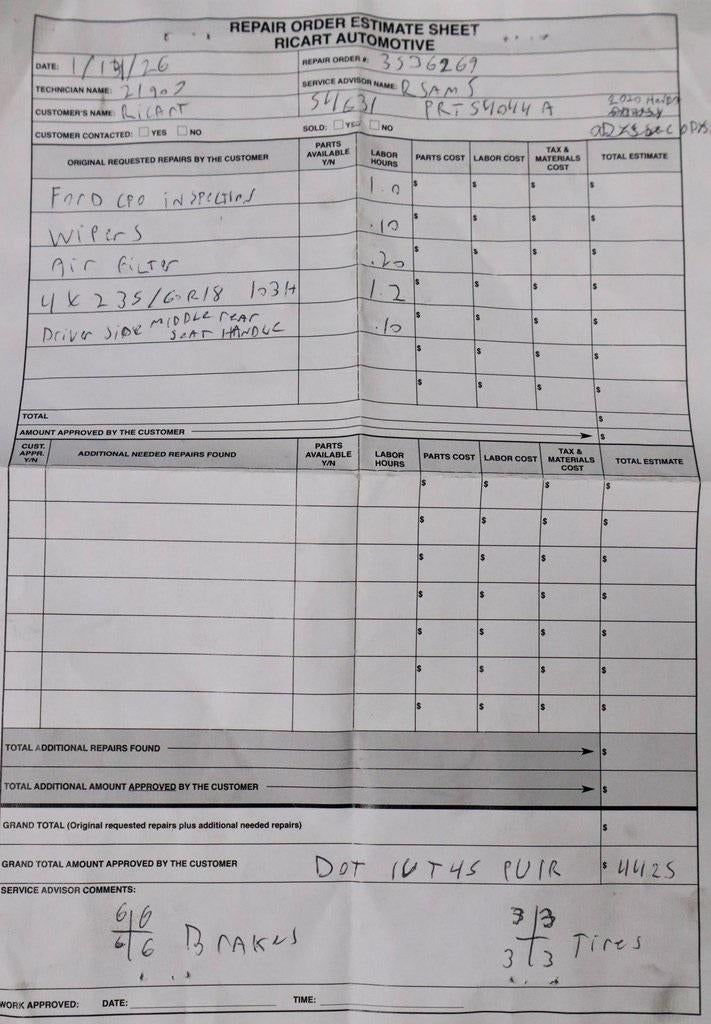 REPAIR ORDER ESTIMATE SHEET
RICART AUTOMOTIVE
DATE: 1/ /26 REPAIR ORDER #: 3536269
TECHNICIAN NAME: 21907 SERVICE ADVISOR NAME: R SAMS
CUSTOMER'S NAME: RiCART 54631 PRT54044A 2020 HONDA
CUSTOMER CONTACTED: YES NO SOLD: YES NO
ORIGINAL REQUESTED REPAIRS BY THE CUSTOMER PARTS AVAILABLE Y/N LABOR HOURS PARTS COST LABOR COST TAX & MATERIALS COST TOTAL ESTIMATE
FORD CPO iNSPECTION 1.0 $ $ $ $
WiPerS .10 $ $ $ $
Air FiLTer .20 $ $ $ $
4 X 235/60R18 103H 1.2 $ $ $ $
Driver SiDe MIDDLE rear SEAT HANDLE .10 $ $ $ $
$ $ $ $
$ $ $ $
TOTAL $
AMOUNT APPROVED BY THE CUSTOMER $
CUST. APPR. Y/N ADDITIONAL NEEDED REPAIRS FOUND PARTS AVAILABLE Y/N LABOR HOURS PARTS COST LABOR COST TAX & MATERIALS COST TOTAL ESTIMATE
$ $ $ $
$ $ $ $
$ $ $ $
$ $ $ $
$ $ $ $
$ $ $ $
$ $ $ $
TOTAL ADDITIONAL REPAIRS FOUND $
TOTAL ADDITIONAL AMOUNT APPROVED BY THE CUSTOMER $
GRAND TOTAL (Original requested repairs plus additional needed repairs) $
GRAND TOTAL AMOUNT APPROVED BY THE CUSTOMER DOT 1UT45 PU1R $ 4425
SERVICE ADVISOR COMMENTS:
6 6 3 3
6 6 BRAKES 3 3 Tires
WORK APPROVED: DATE: TIME: